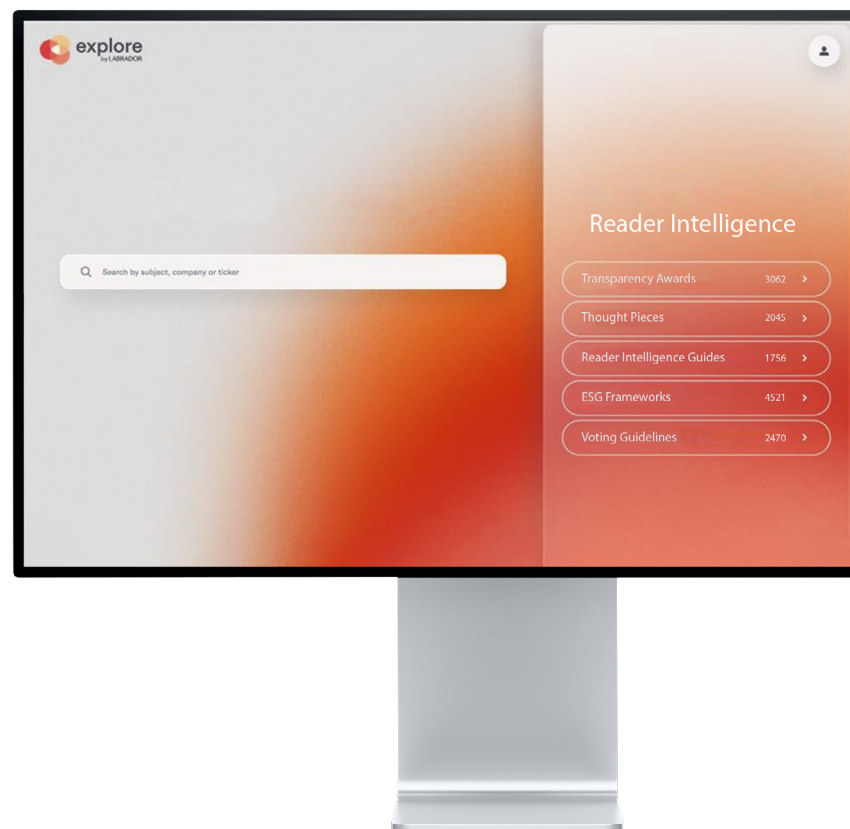 explore
by LABRADOR
Search by subject, company or ticker
Reader Intelligence
Transparency Awards 3062
Thought Pieces 2045
Reader Intelligence Guides 1756
ESG Frameworks 4521
Voting Guidelines 2470